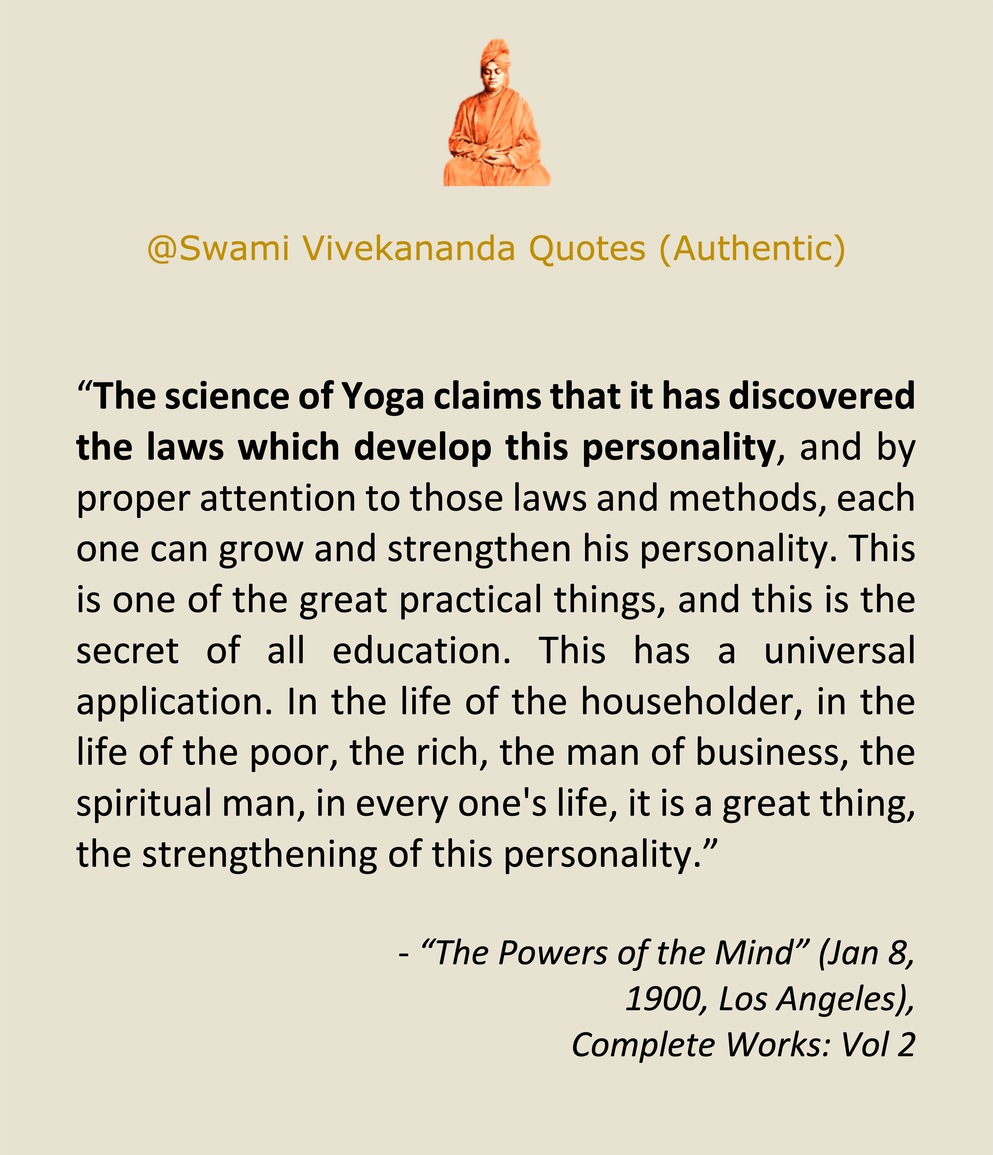 @Swami Vivekananda Quotes (Authentic)
“The science of Yoga claims that it has discovered
the laws which develop this personality, and by
proper attention to those laws and methods, each
one can grow and strengthen his personality. This
is one of the great practical things, and this is the
secret of all education. This has a universal
application. In the life of the householder, in the
life of the poor, the rich, the man of business, the
spiritual man, in every one's life, it is a great thing,
the strengthening of this personality.”
- “The Powers of the Mind” (Jan 8,
1900, Los Angeles),
Complete Works: Vol 2